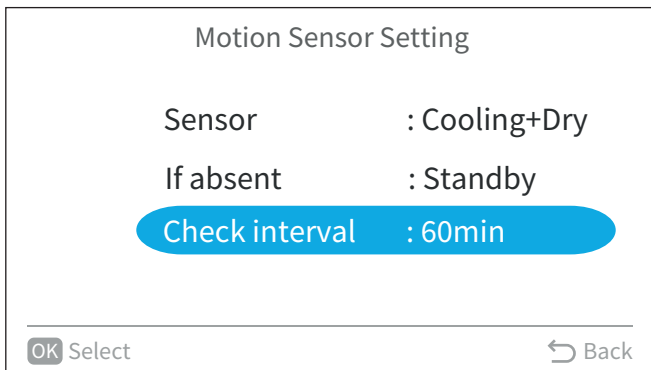 Motion Sensor Setting
Sensor : Cooling+Dry
If absent : Standby
Check interval : 60min
OK Select Back